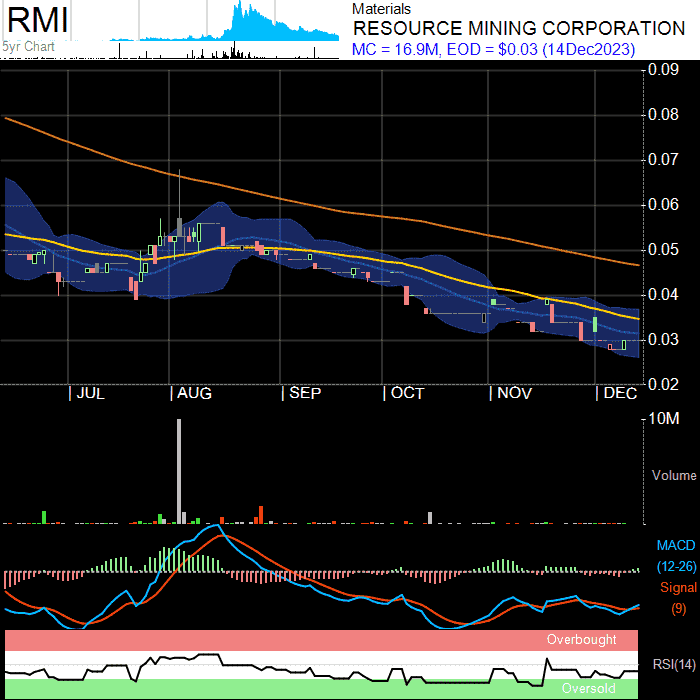 RMI
5yr Chart
Materials
RESOURCE MINING CORPORATION
MC = 16.9M, EOD = $0.03 (14Dec2023)
0.09
0.08
0.07
0.06
0.05
0.04
0.03
0.02
JUL
AUG
SEP
OCT
NOV
DEC
10M
Volume
MACD
(12-26)
Signal
(9)
Overbought
RSI(14)
Oversold